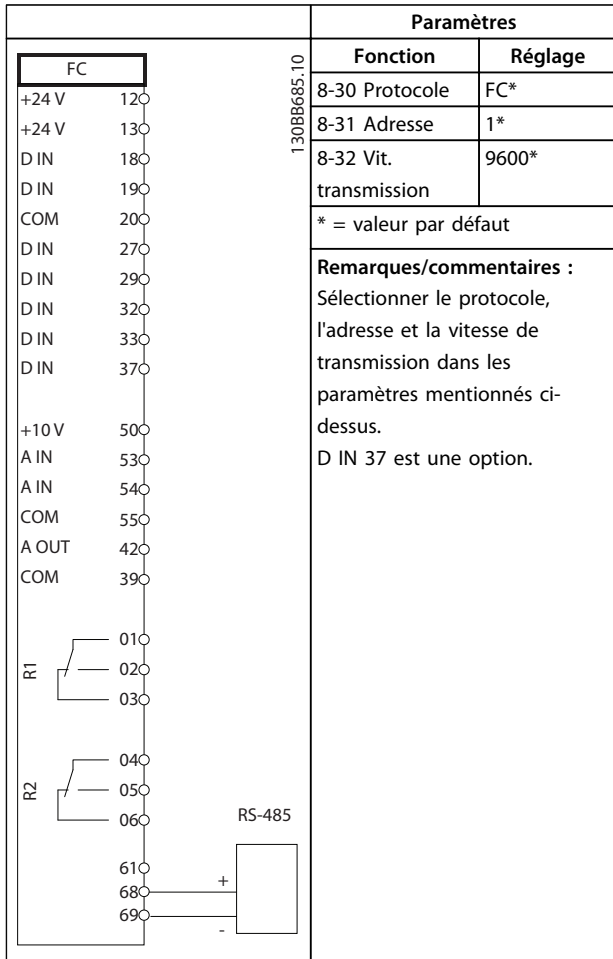 Paramètres
Fonction Réglage
8-30 Protocole FC*
8-31 Adresse 1*
8-32 Vit. 9600*
transmission
* = valeur par défaut
Remarques/commentaires :
Sélectionner le protocole,
l'adresse et la vitesse de
transmission dans les
paramètres mentionnés ci-
dessus.
D IN 37 est une option.
FC
130BB685.10
+24 V 12
+24 V 13
D IN 18
D IN 19
COM 20
D IN 27
D IN 29
D IN 32
D IN 33
D IN 37
+10 V 50
A IN 53
A IN 54
COM 55
A OUT 42
COM 39
R1
01
02
03
R2
04
05
06
RS-485
61
68 +
69 -